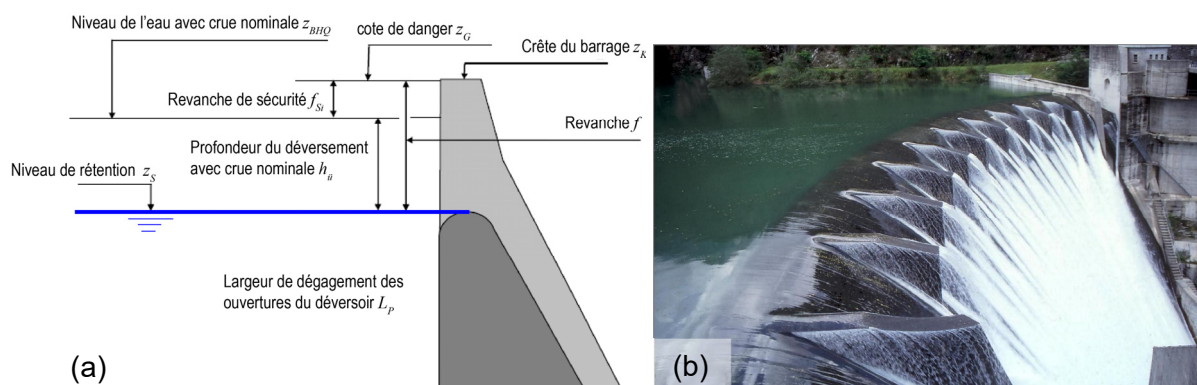 Niveau de l'eau avec crue nominale z_BHQ
cote de danger z_G
Crête du barrage z_K
Revanche de sécurité f_Si
Revanche f
Profondeur du déversement
avec crue nominale h_ü
Niveau de rétention z_S
Largeur de dégagement des
ouvertures du déversoir L_P
(a)
(b)